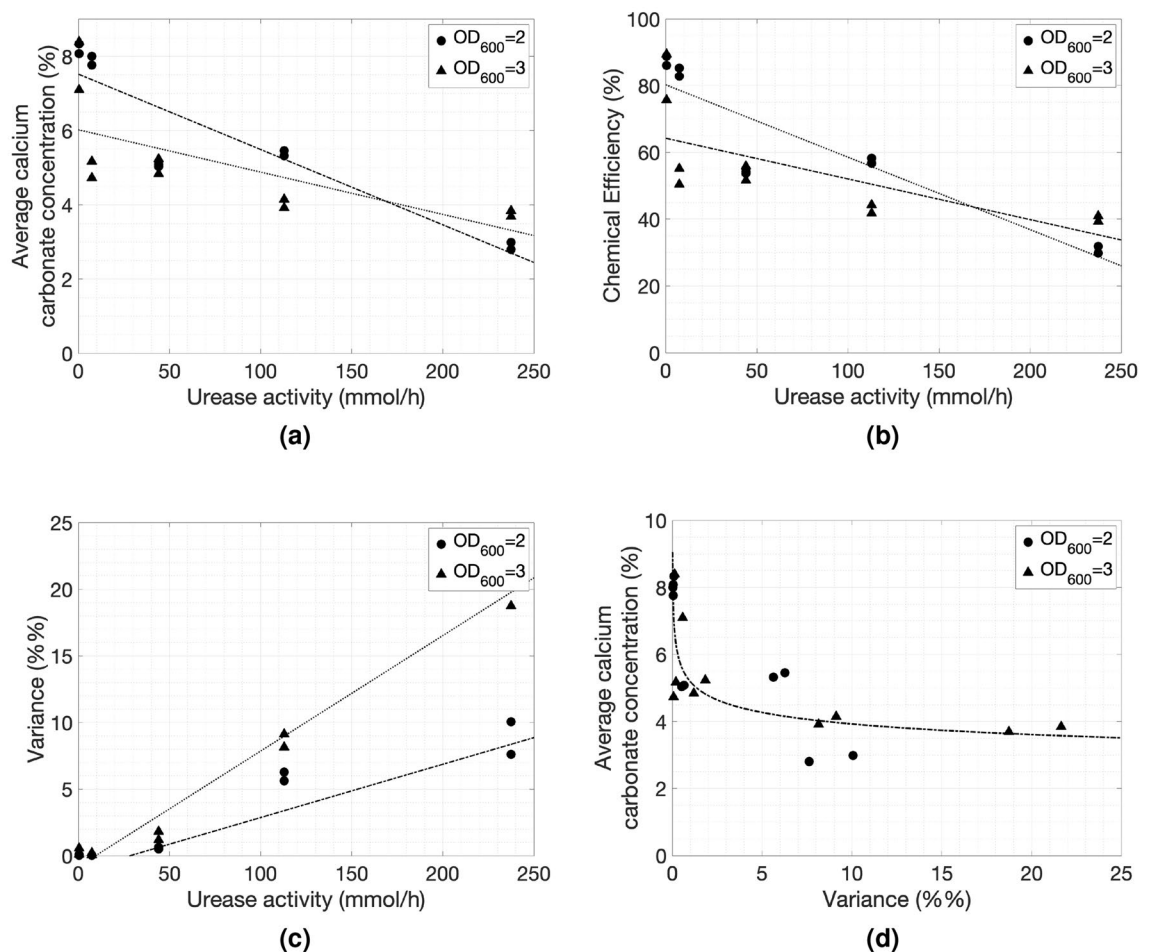 8
6
4
2
0
0 50 100 150 200 250
Average calcium
carbonate concentration (%)
Urease activity (mmol/h)
OD600=2
OD600=3
(a)
100
80
60
40
20
0
0 50 100 150 200 250
Chemical Efficiency (%)
Urease activity (mmol/h)
OD600=2
OD600=3
(b)
25
20
15
10
5
0
0 50 100 150 200 250
Variance (%%)
Urease activity (mmol/h)
OD600=2
OD600=3
(c)
10
8
6
4
2
0
0 5 10 15 20 25
Average calcium
carbonate concentration (%)
Variance (%%)
OD600=2
OD600=3
(d)